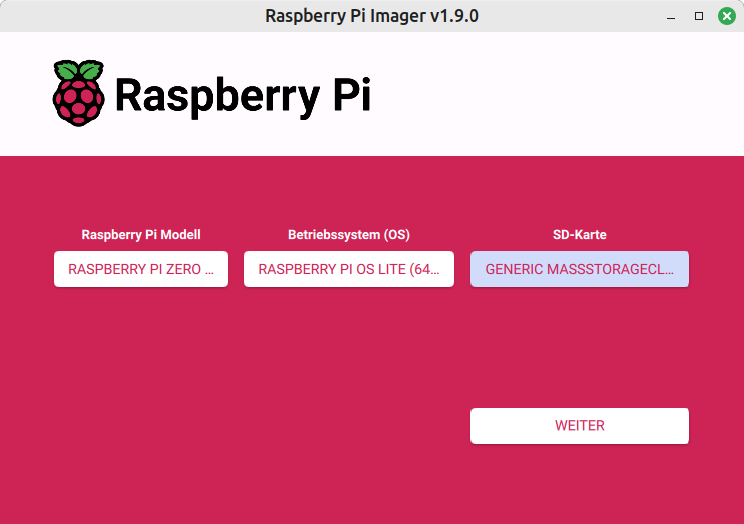 Raspberry Pi Imager v1.9.0
Raspberry Pi
Raspberry Pi Modell
Betriebssystem (OS)
SD-Karte
RASPBERRY PI ZERO ...
RASPBERRY PI OS LITE (64...
GENERIC MASSSTORAGECL...
WEITER